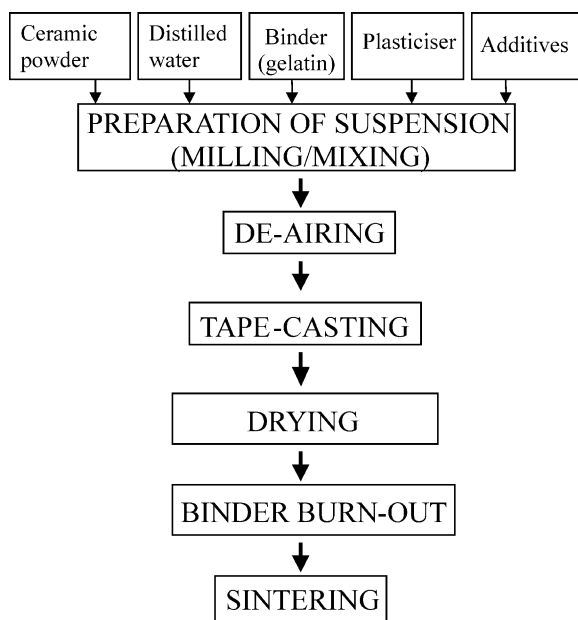 Ceramic
powder
Distilled
water
Binder
(gelatin)
Plasticiser
Additives
PREPARATION OF SUSPENSION
(MILLING/MIXING)
DE-AIRING
TAPE-CASTING
DRYING
BINDER BURN-OUT
SINTERING